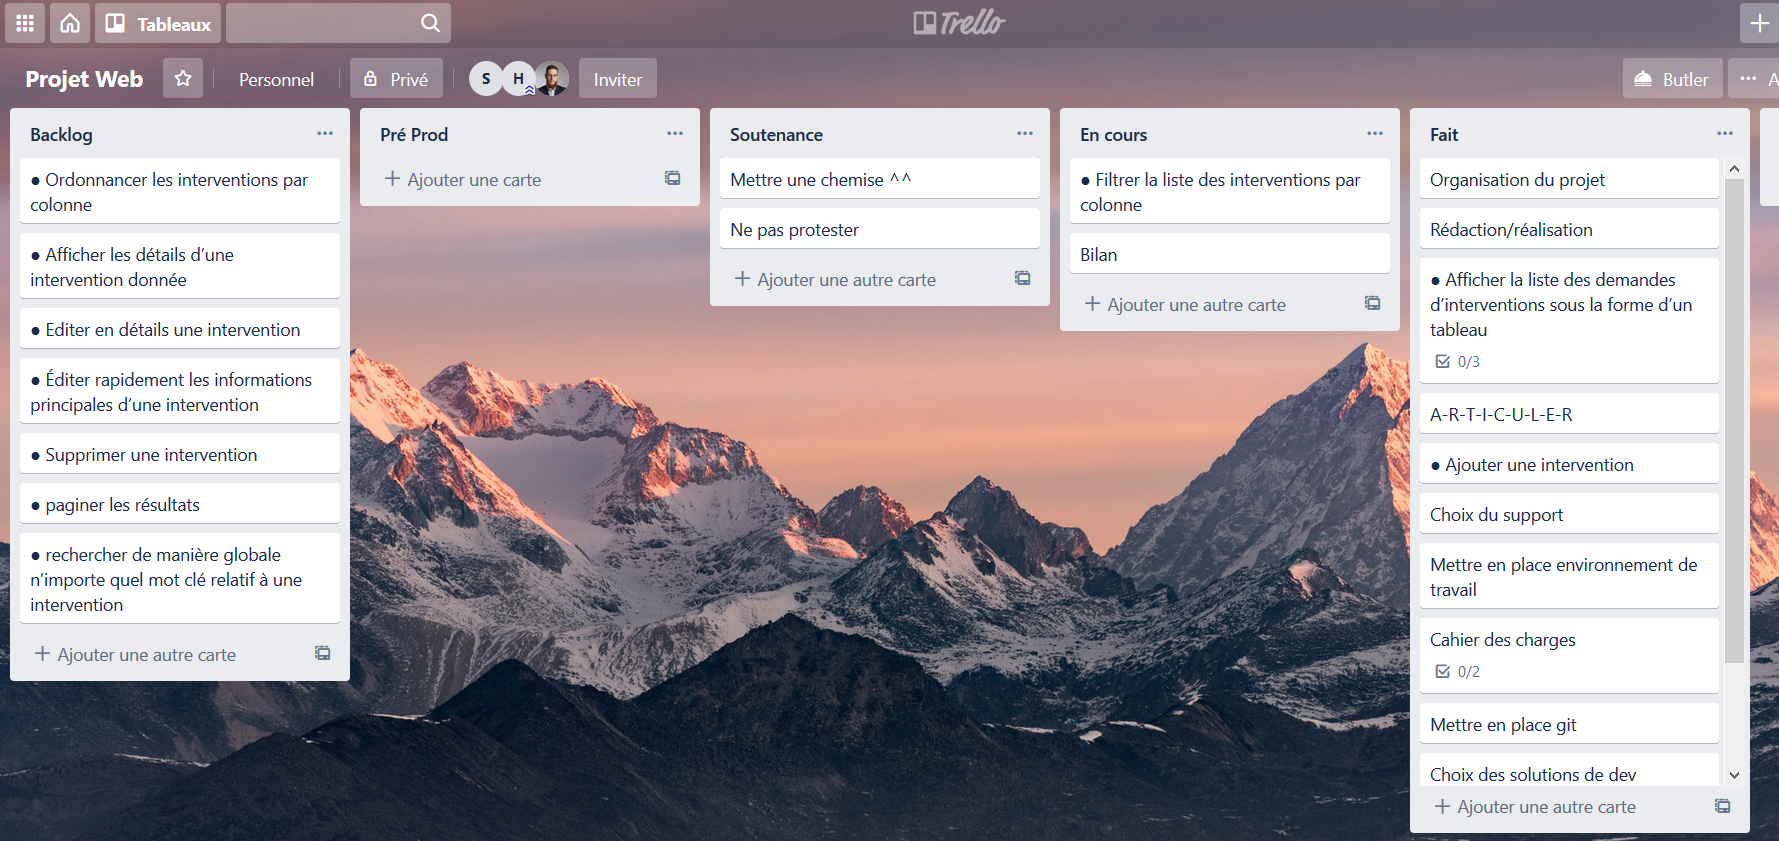 Tableaux
Trello
Projet Web
Personnel
Privé
S
H
Inviter
Butler
... A
Backlog
● Ordonnancer les interventions par
colonne
● Afficher les détails d’une
intervention donnée
● Editer en détails une intervention
● Éditer rapidement les informations
principales d’une intervention
● Supprimer une intervention
● paginer les résultats
● rechercher de manière globale
n’importe quel mot clé relatif à une
intervention
+ Ajouter une autre carte
Pré Prod
+ Ajouter une carte
Soutenance
Mettre une chemise ^^
Ne pas protester
+ Ajouter une autre carte
En cours
● Filtrer la liste des interventions par
colonne
Bilan
+ Ajouter une autre carte
Fait
Organisation du projet
Rédaction/réalisation
● Afficher la liste des demandes
d’interventions sous la forme d’un
tableau
0/3
A-R-T-I-C-U-L-E-R
● Ajouter une intervention
Choix du support
Mettre en place environnement de
travail
Cahier des charges
0/2
Mettre en place git
Choix des solutions de dev
+ Ajouter une autre carte